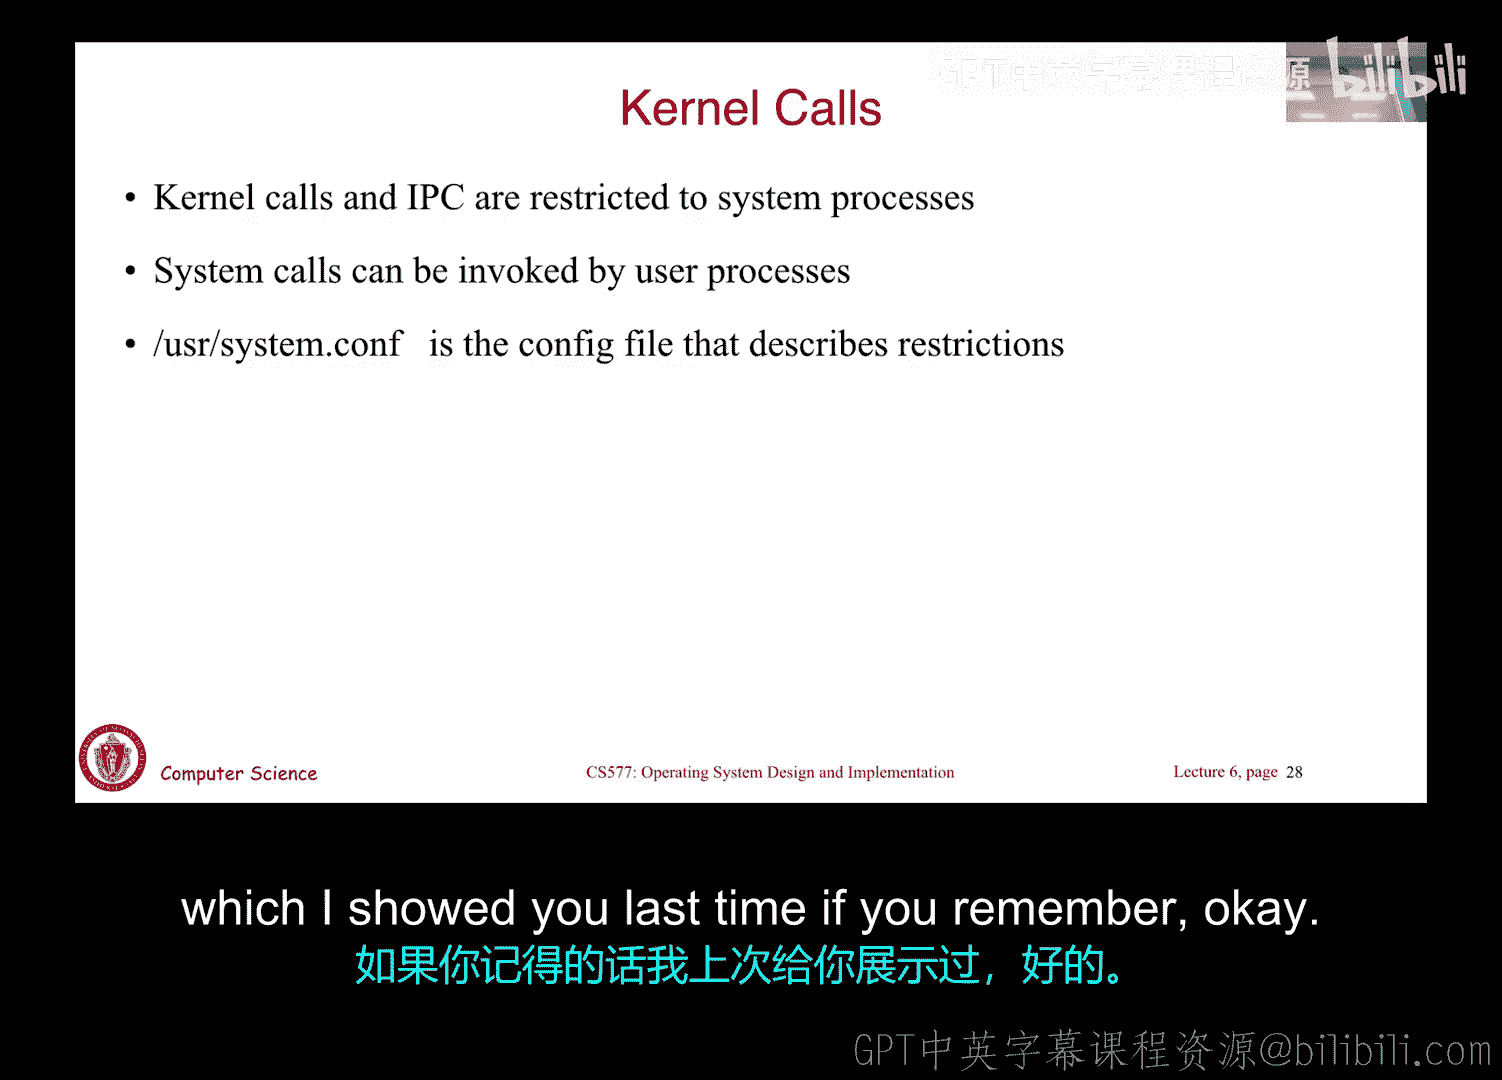 bilibili
源
Kernel Calls
• Kernel calls and IPC are restricted to system processes
• System calls can be invoked by user processes
• /usr/system.conf is the config file that describes restrictions
Computer Science
CS577: Operating System Design and Implementation
Lecture 6, page 28
which I showed you last time if you remember, okay.
如果你记得的话我上次给你展示过，好的。
GPT中英字幕课程资源@bilibili.com